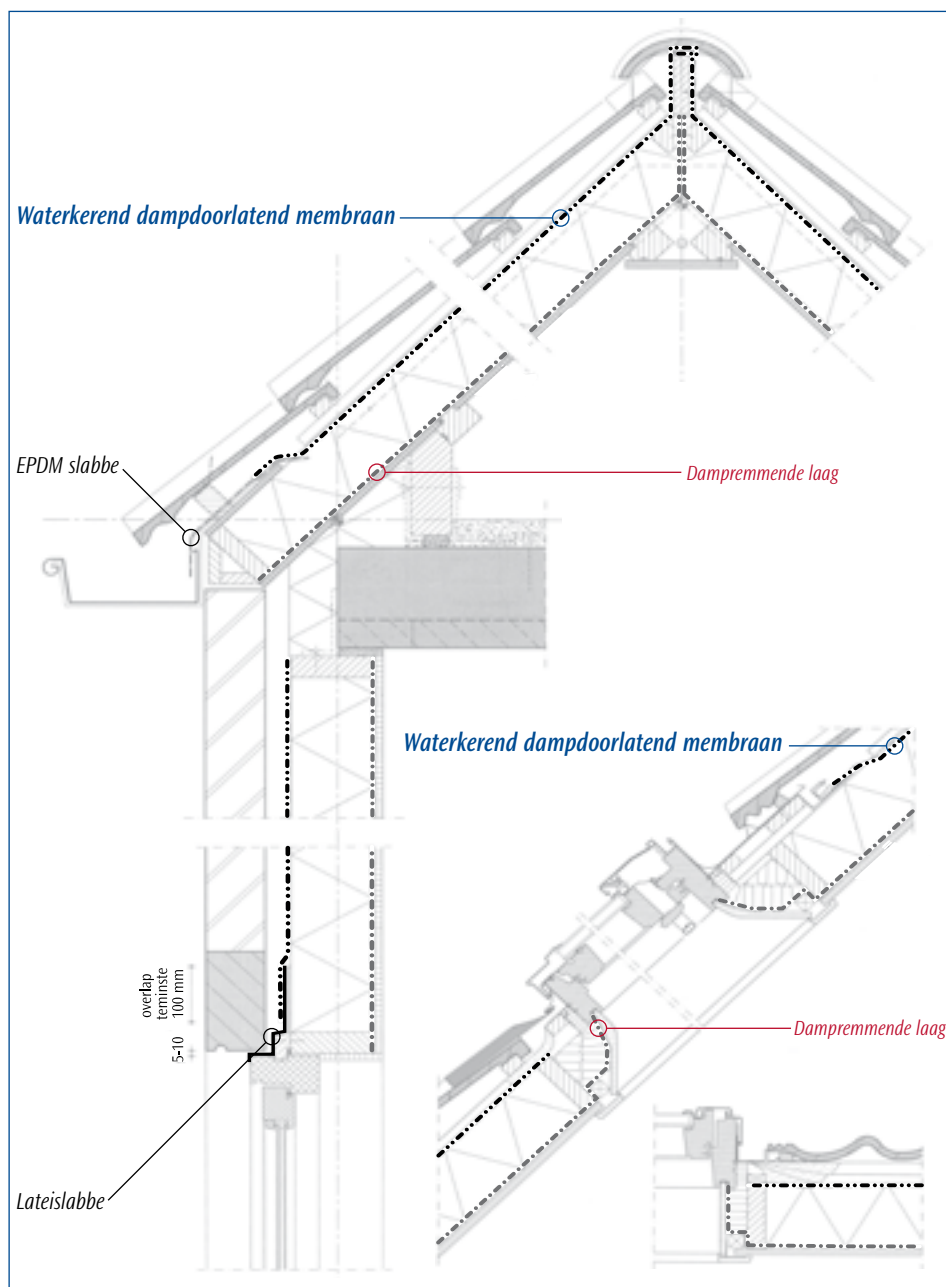 Waterkerend dampdoorlatend membraan
EPDM slabbe
Dampremmende laag
Waterkerend dampdoorlatend membraan
overlap
teminste
100 mm
5-10
Dampremmende laag
Lateislabbe